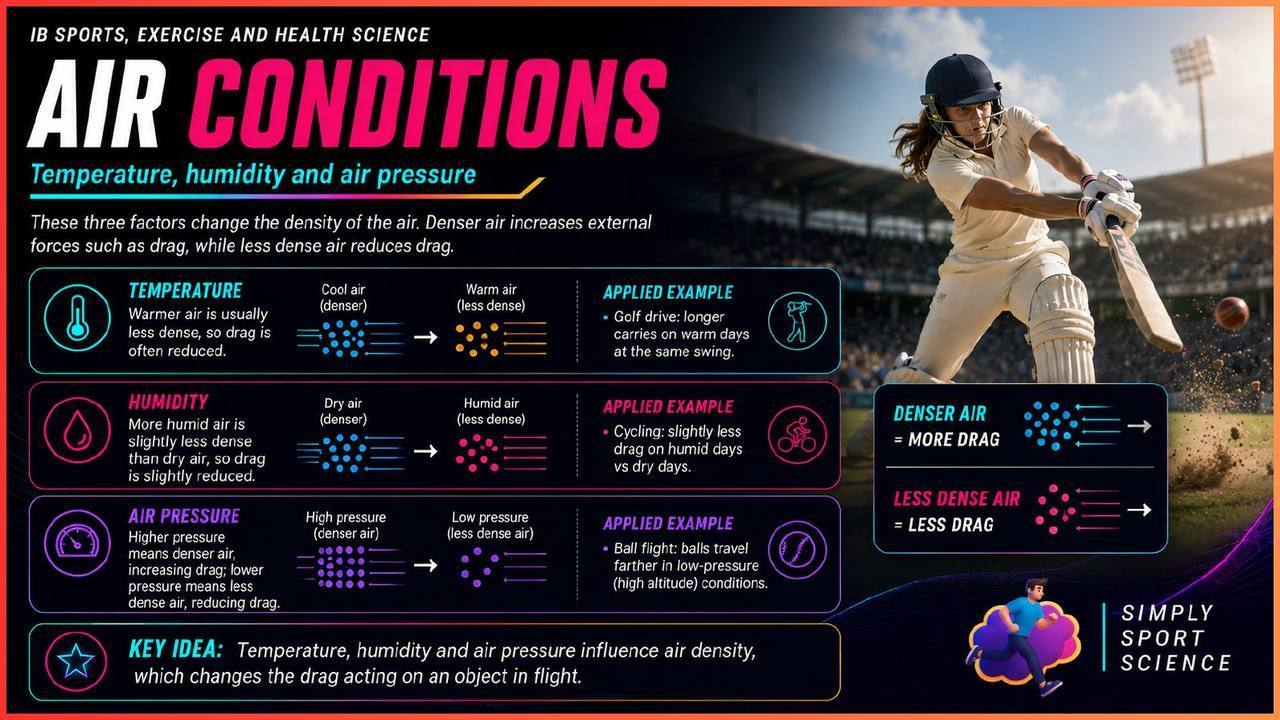 IB SPORTS, EXERCISE AND HEALTH SCIENCE
AIR CONDITIONS
Temperature, humidity and air pressure
These three factors change the density of the air. Denser air increases external
forces such as drag, while less dense air reduces drag.
TEMPERATURE
Warmer air is usually
less dense, so drag is
often reduced.
Cool air
(denser)
Warm air
(less dense)
APPLIED EXAMPLE
• Golf drive: longer
carries on warm days
at the same swing.
HUMIDITY
More humid air is
slightly less dense
than dry air, so drag
is slightly reduced.
Dry air
(denser)
Humid air
(less dense)
APPLIED EXAMPLE
• Cycling: slightly less
drag on humid days
vs dry days.
AIR PRESSURE
Higher pressure
means denser air,
increasing drag; lower
pressure means less
dense air, reducing drag.
High pressure
(denser air)
Low pressure
(less dense air)
APPLIED EXAMPLE
• Ball flight: balls travel
farther in low-pressure
(high altitude) conditions.
DENSER AIR
= MORE DRAG
LESS DENSE AIR
= LESS DRAG
KEY IDEA: Temperature, humidity and air pressure influence air density,
which changes the drag acting on an object in flight.
SIMPLY
SPORT
SCIENCE